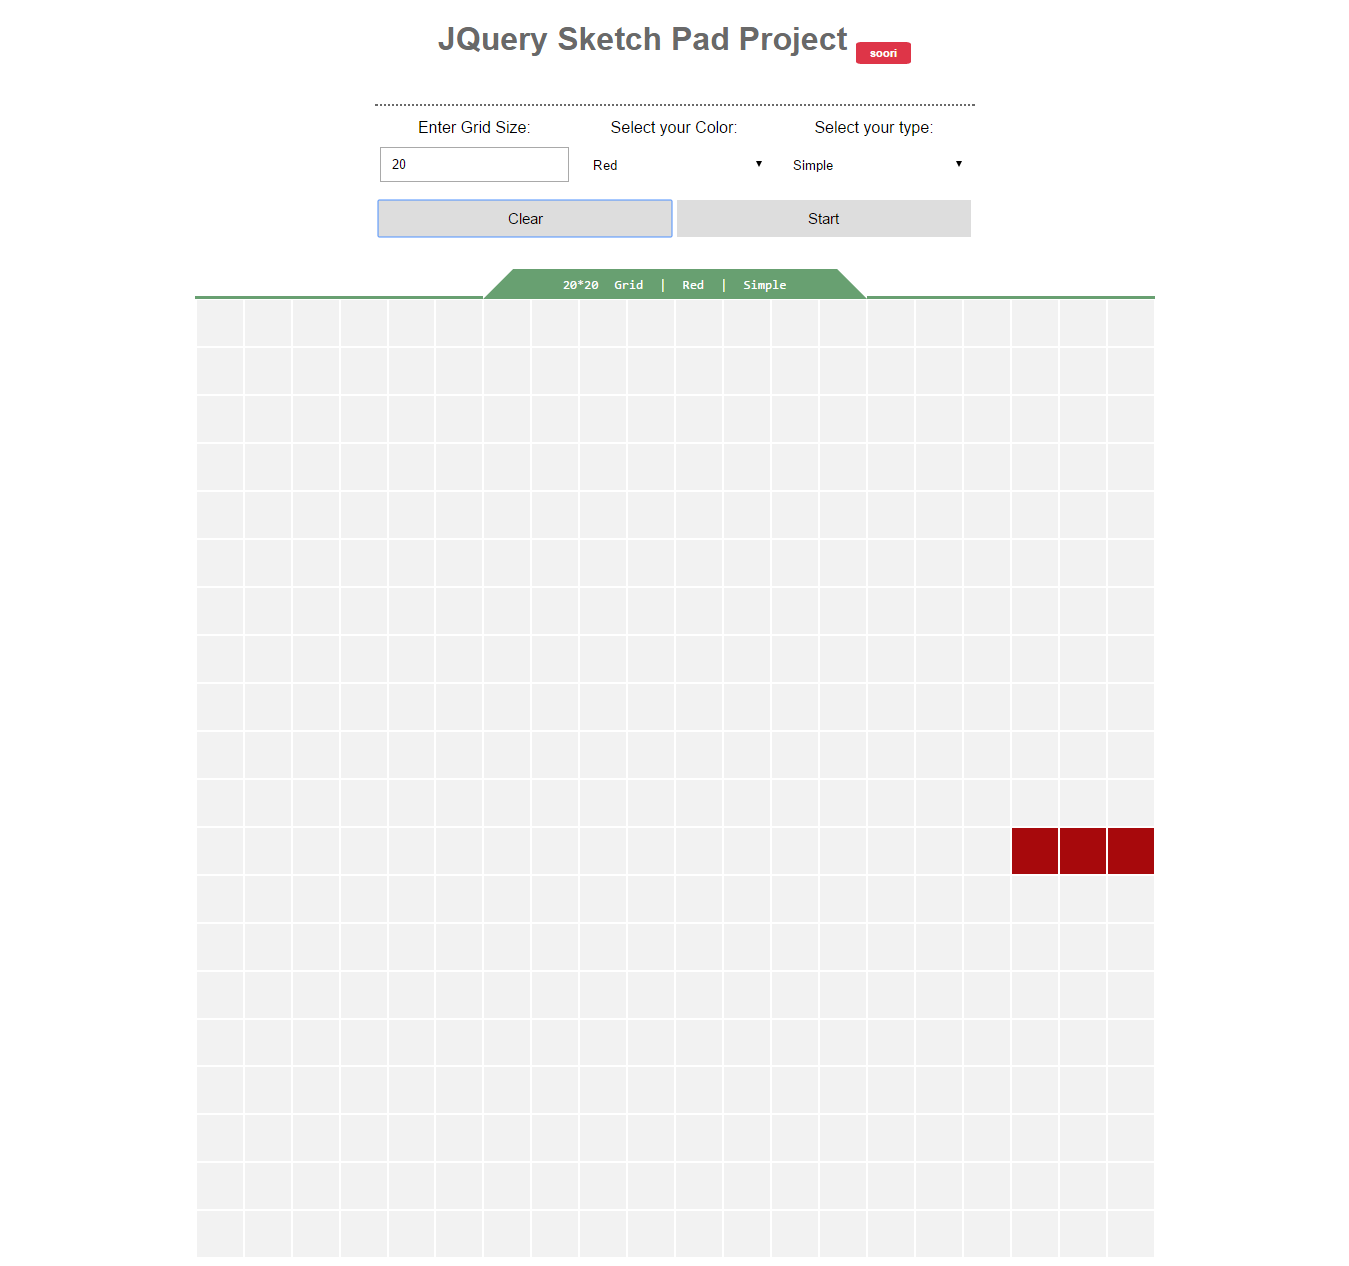 JQuery Sketch Pad Project soori
Enter Grid Size: Select your Color: Select your type:
20 Red Simple
Clear Start
20*20 Grid | Red | Simple